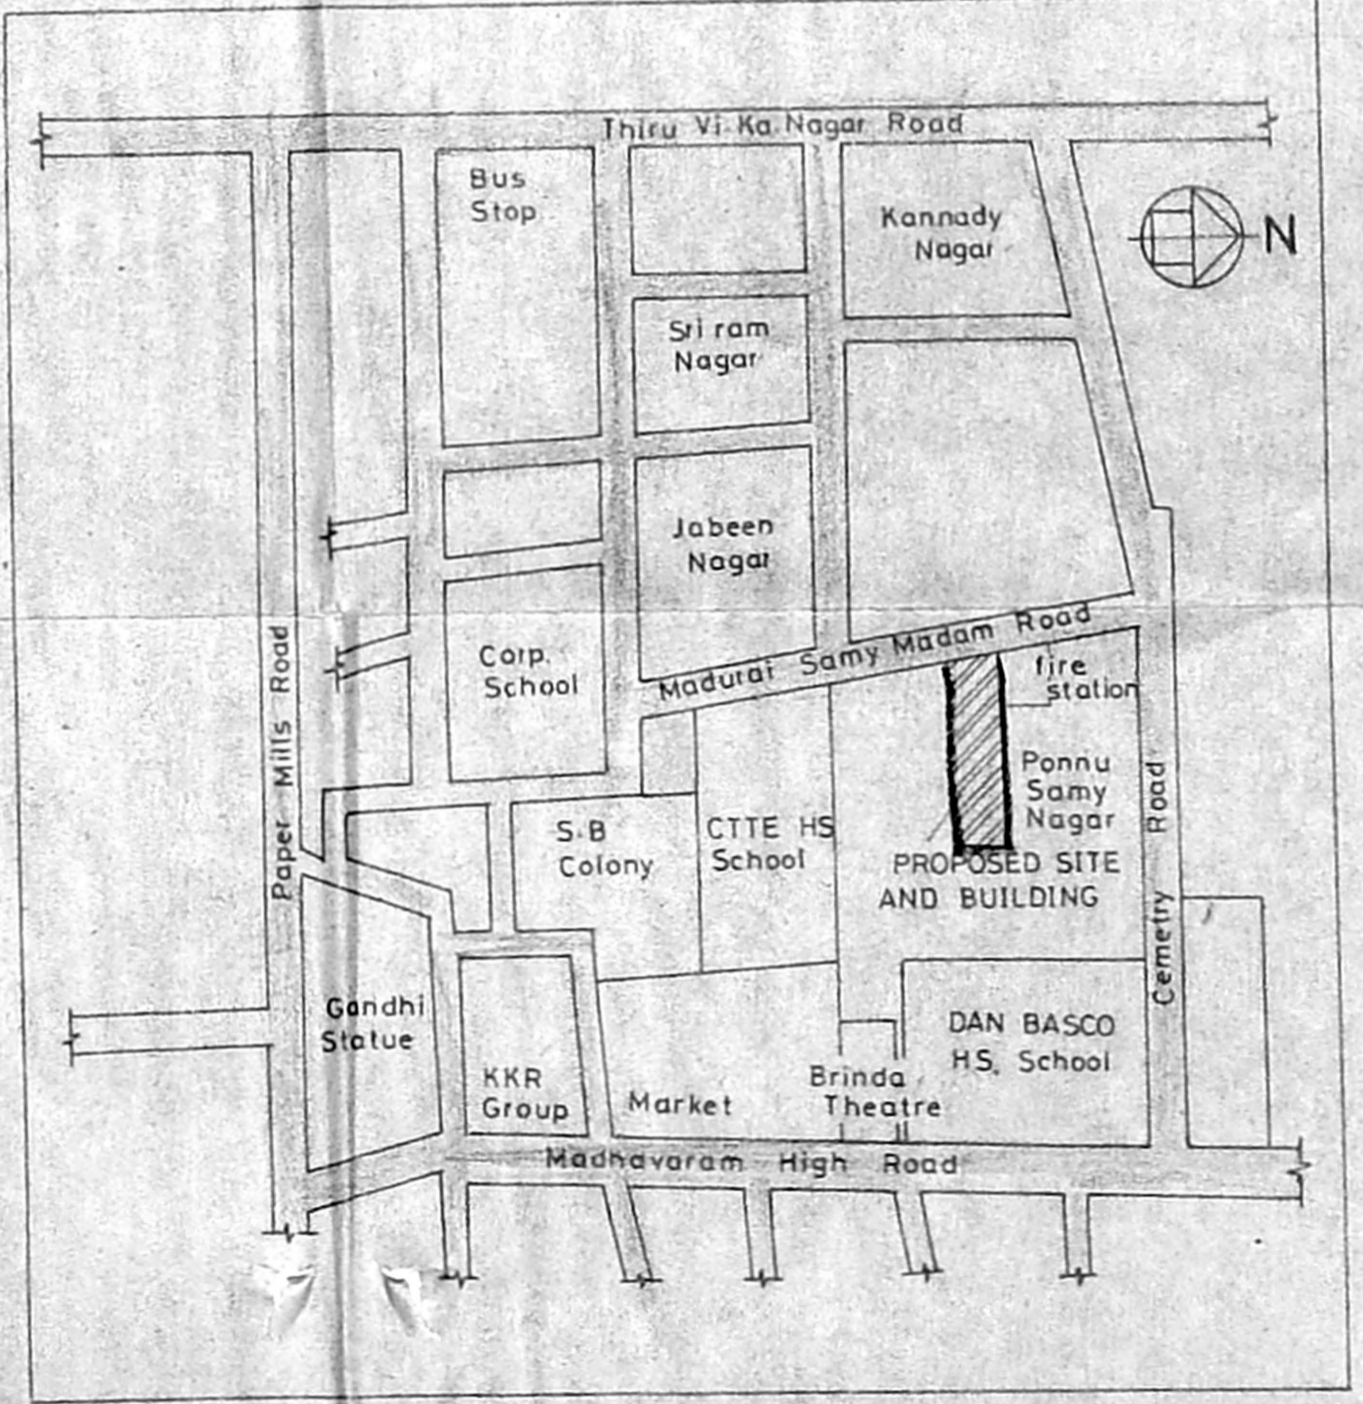 Thiru Vi Ka Nagar Road
Bus
Stop
Kannady
Nagar
N
Sri ram
Nagar
Jabeen
Nagar
Madurai Samy Madam Road
Corp.
School
fire
station
Paper Mills Road
Ponnu
Samy
Nagar
Cemetry Road
S.B
Colony
CTTE HS
School
PROPOSED SITE
AND BUILDING
Gandhi
Statue
DAN BASCO
HS. School
KKR
Group
Market
Brinda
Theatre
Madhavaram High Road